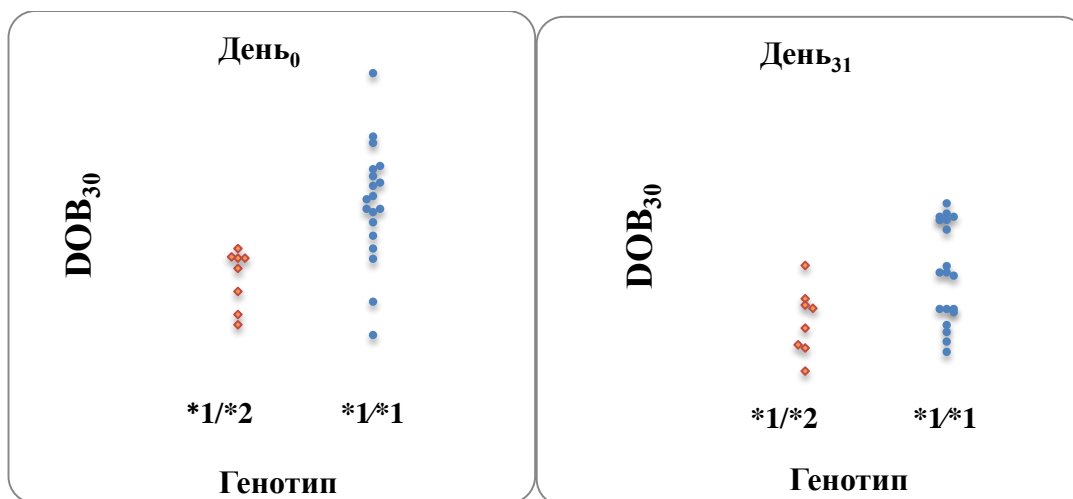 День₀
DOB₃₀
*1/*2
*1/*1
Генотип
День₃₁
DOB₃₀
*1/*2
*1/*1
Генотип